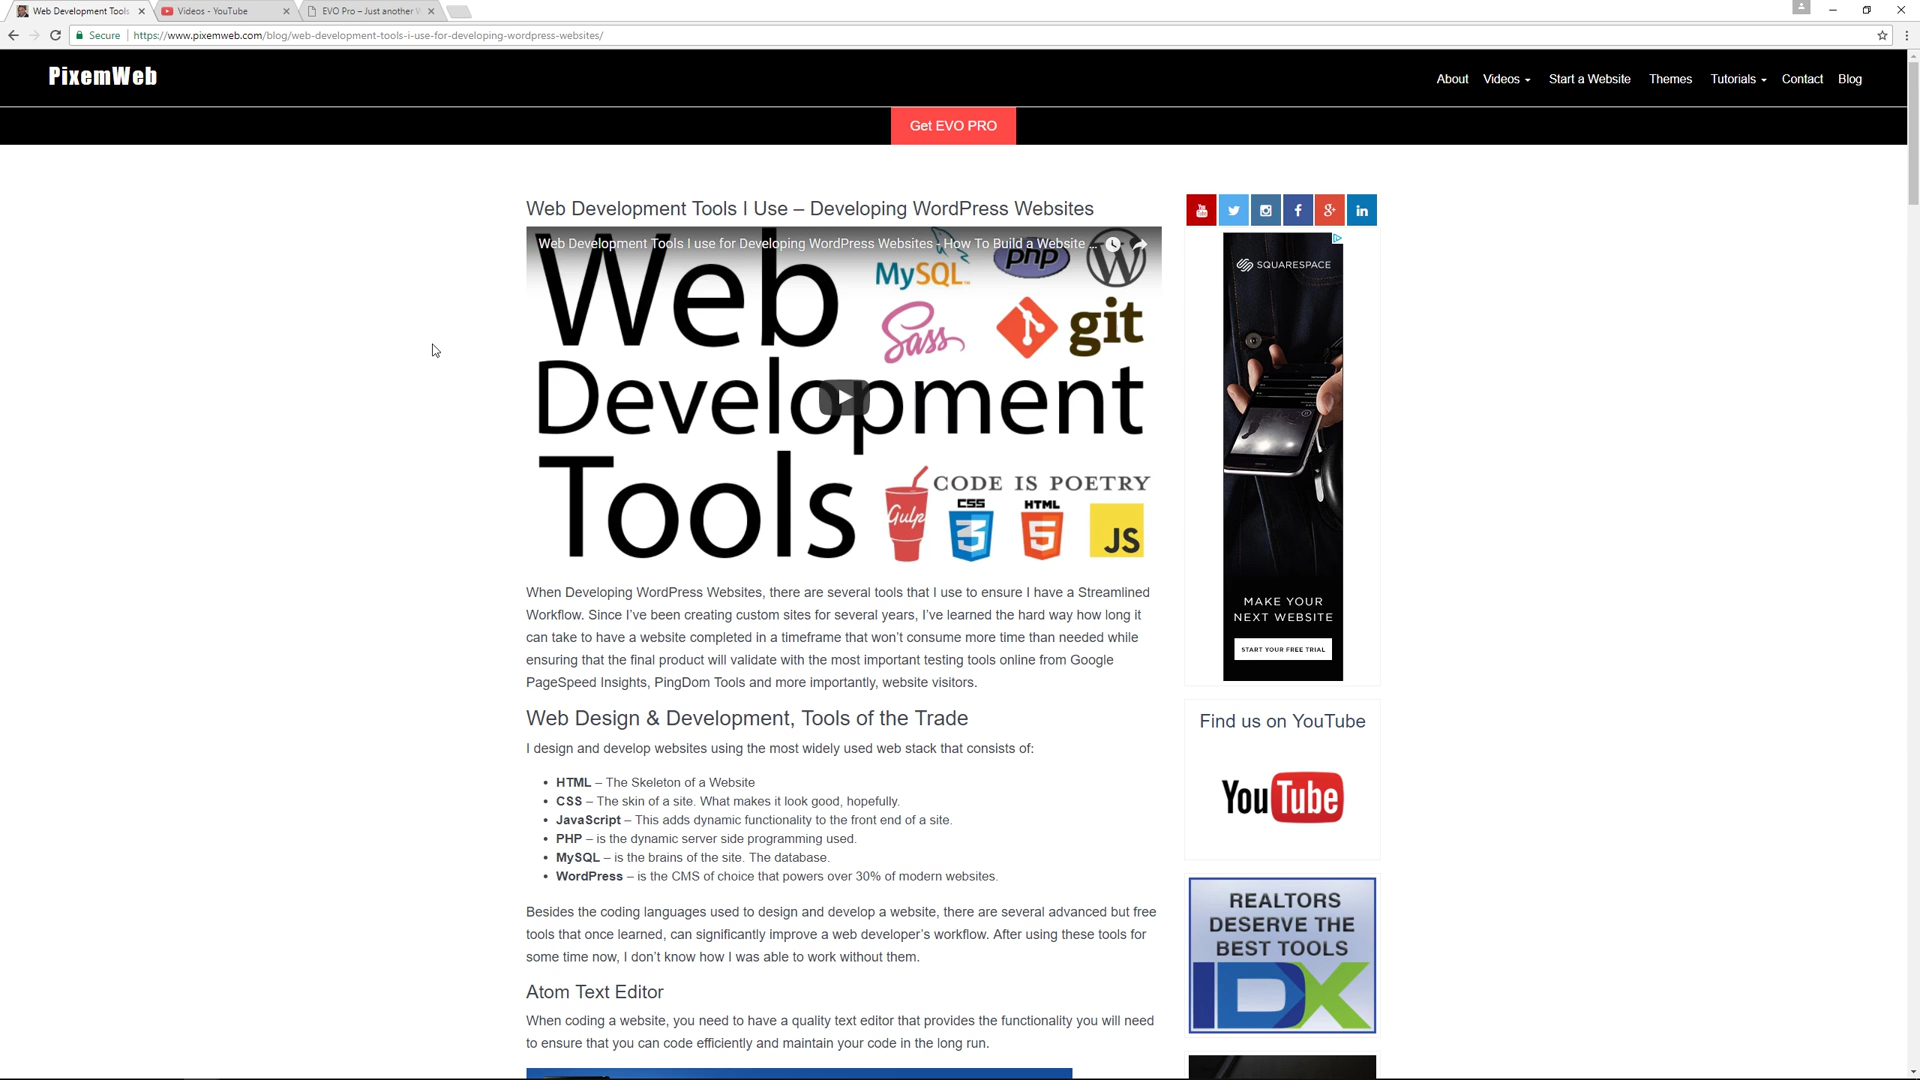 Web Development Tools
Videos - YouTube
EVO Pro – Just another W
Secure
https://www.pixemweb.com/blog/web-development-tools-i-use-for-developing-wordpress-websites/
PixemWeb
About Videos Start a Website Themes Tutorials Contact Blog
Get EVO PRO
Web Development Tools I Use – Developing WordPress Websites
Web Development Tools I use for Developing WordPress Websites - How To Build a Website ...
Web
Development
Tools
MySQL
php
Sass
git
CODE IS POETRY
Gulp
CSS
3
HTML
5
JS
When Developing WordPress Websites, there are several tools that I use to ensure I have a Streamlined
Workflow. Since I've been creating custom sites for several years, I've learned the hard way how long it
can take to have a website completed in a timeframe that won't consume more time than needed while
ensuring that the final product will validate with the most important testing tools online from Google
PageSpeed Insights, PingDom Tools and more importantly, website visitors.
Web Design & Development, Tools of the Trade
I design and develop websites using the most widely used web stack that consists of:
• HTML – The Skeleton of a Website
• CSS – The skin of a site. What makes it look good, hopefully.
• JavaScript – This adds dynamic functionality to the front end of a site.
• PHP – is the dynamic server side programming used.
• MySQL – is the brains of the site. The database.
• WordPress – is the CMS of choice that powers over 30% of modern websites.
Besides the coding languages used to design and develop a website, there are several advanced but free
tools that once learned, can significantly improve a web developer's workflow. After using these tools for
some time now, I don't know how I was able to work without them.
Atom Text Editor
When coding a website, you need to have a quality text editor that provides the functionality you will need
to ensure that you can code efficiently and maintain your code in the long run.
SQUARESPACE
MAKE YOUR
NEXT WEBSITE
START YOUR FREE TRIAL
Find us on YouTube
YouTube
REALTORS
DESERVE THE
BEST TOOLS
IDX